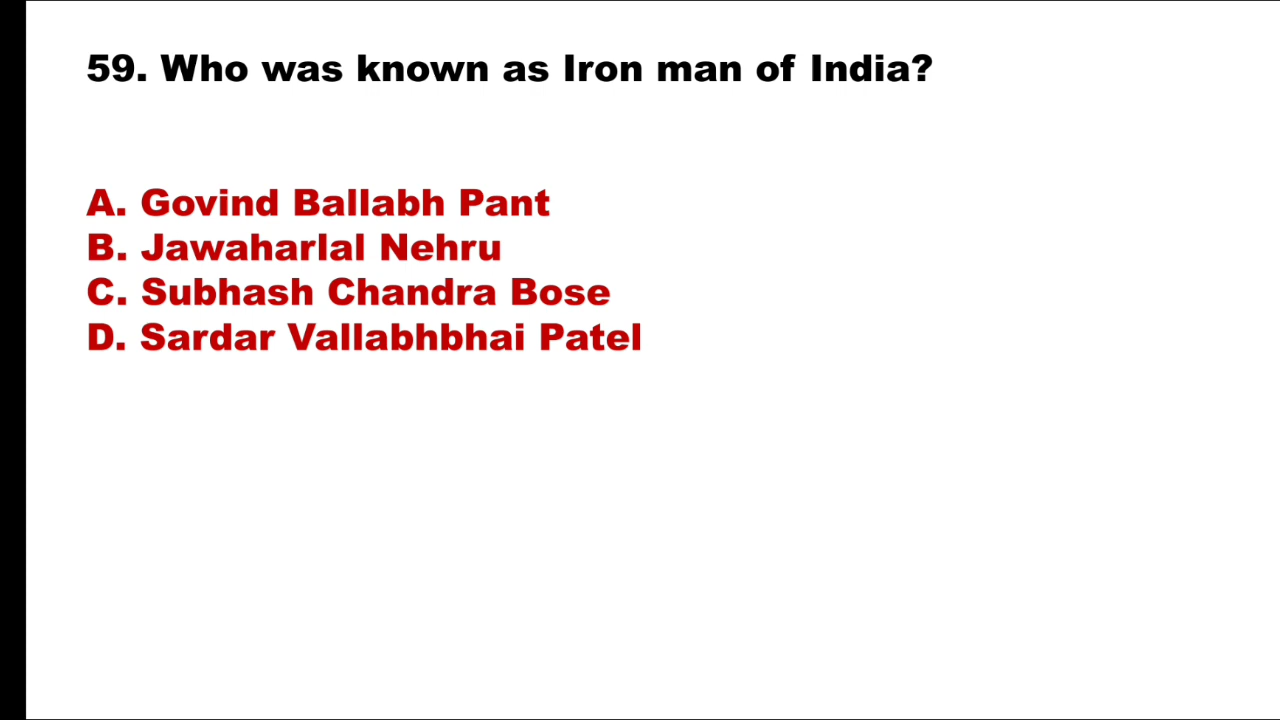 59. Who was known as Iron man of India?
A. Govind Ballabh Pant
B. Jawaharlal Nehru
C. Subhash Chandra Bose
D. Sardar Vallabhbhai Patel